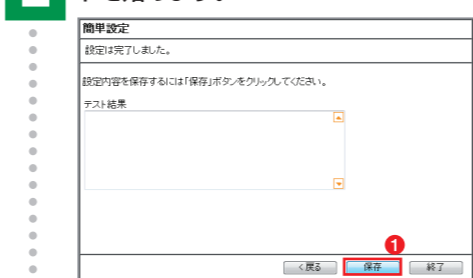 簡単設定
設定は完了しました。
設定内容を保存するには「保存」ボタンをクリックしてください。
テスト結果
1
<戻る 保存 終了